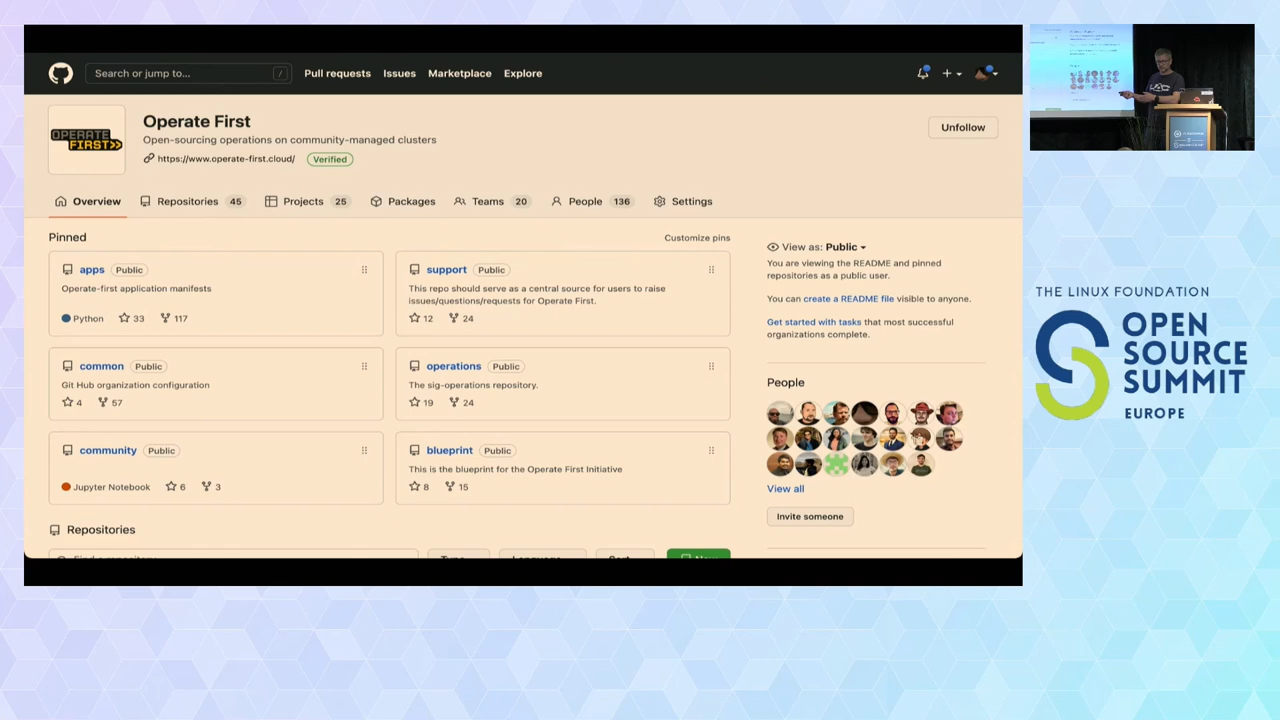 Search or jump to...
/
Pull requests
Issues
Marketplace
Explore
OPERATE
FIRST
Operate First
Open-sourcing operations on community-managed clusters
https://www.operate-first.cloud/
Verified
Unfollow
Overview
Repositories 45
Projects 25
Packages
Teams 20
People 136
Settings
Pinned
Customize pins
apps Public
Operate-first application manifests
Python 33 117
support Public
This repo should serve as a central source for users to raise
issues/questions/requests for Operate First.
12 24
common Public
Git Hub organization configuration
4 57
operations Public
The sig-operations repository.
19 24
community Public
Jupyter Notebook 6 3
blueprint Public
This is the blueprint for the Operate First Initiative
8 15
Repositories
View as: Public
You are viewing the README and pinned
repositories as a public user.
You can create a README file visible to anyone.
Get started with tasks that most successful
organizations complete.
People
View all
Invite someone
THE LINUX FOUNDATION
OPEN
SOURCE
SUMMIT
EUROPE